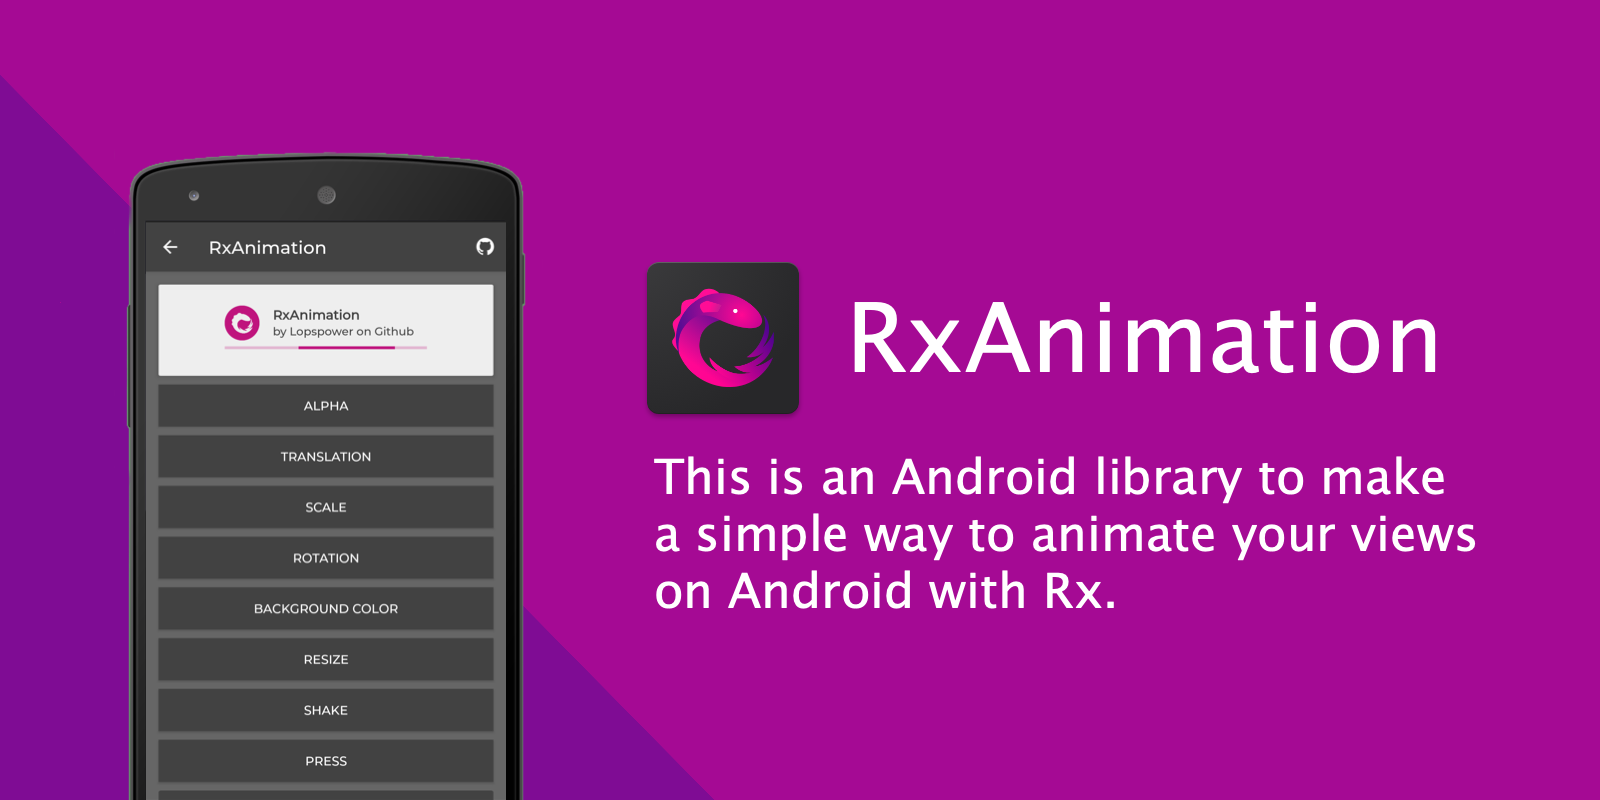 RxAnimation
RxAnimation
by Lopspower on Github
ALPHA
TRANSLATION
SCALE
ROTATION
BACKGROUND COLOR
RESIZE
SHAKE
PRESS
RxAnimation
This is an Android library to make
a simple way to animate your views
on Android with Rx.